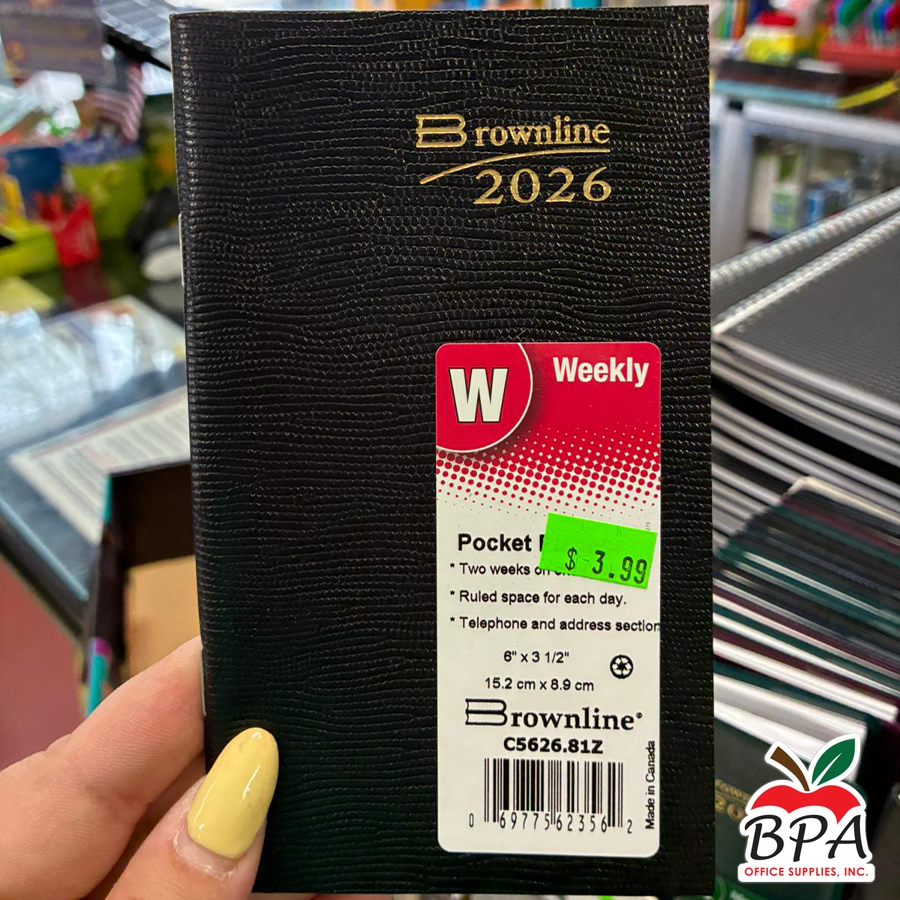 Brownline
2026
W
Weekly
Pocket
$ 3.99
* Two weeks on
* Ruled space for each day.
* Telephone and address section
6" x 3 1/2"
15.2 cm x 8.9 cm
Brownline®
C5626.81Z
Made in Canada
0 69775 62356 2
BPA
OFFICE SUPPLIES, INC.